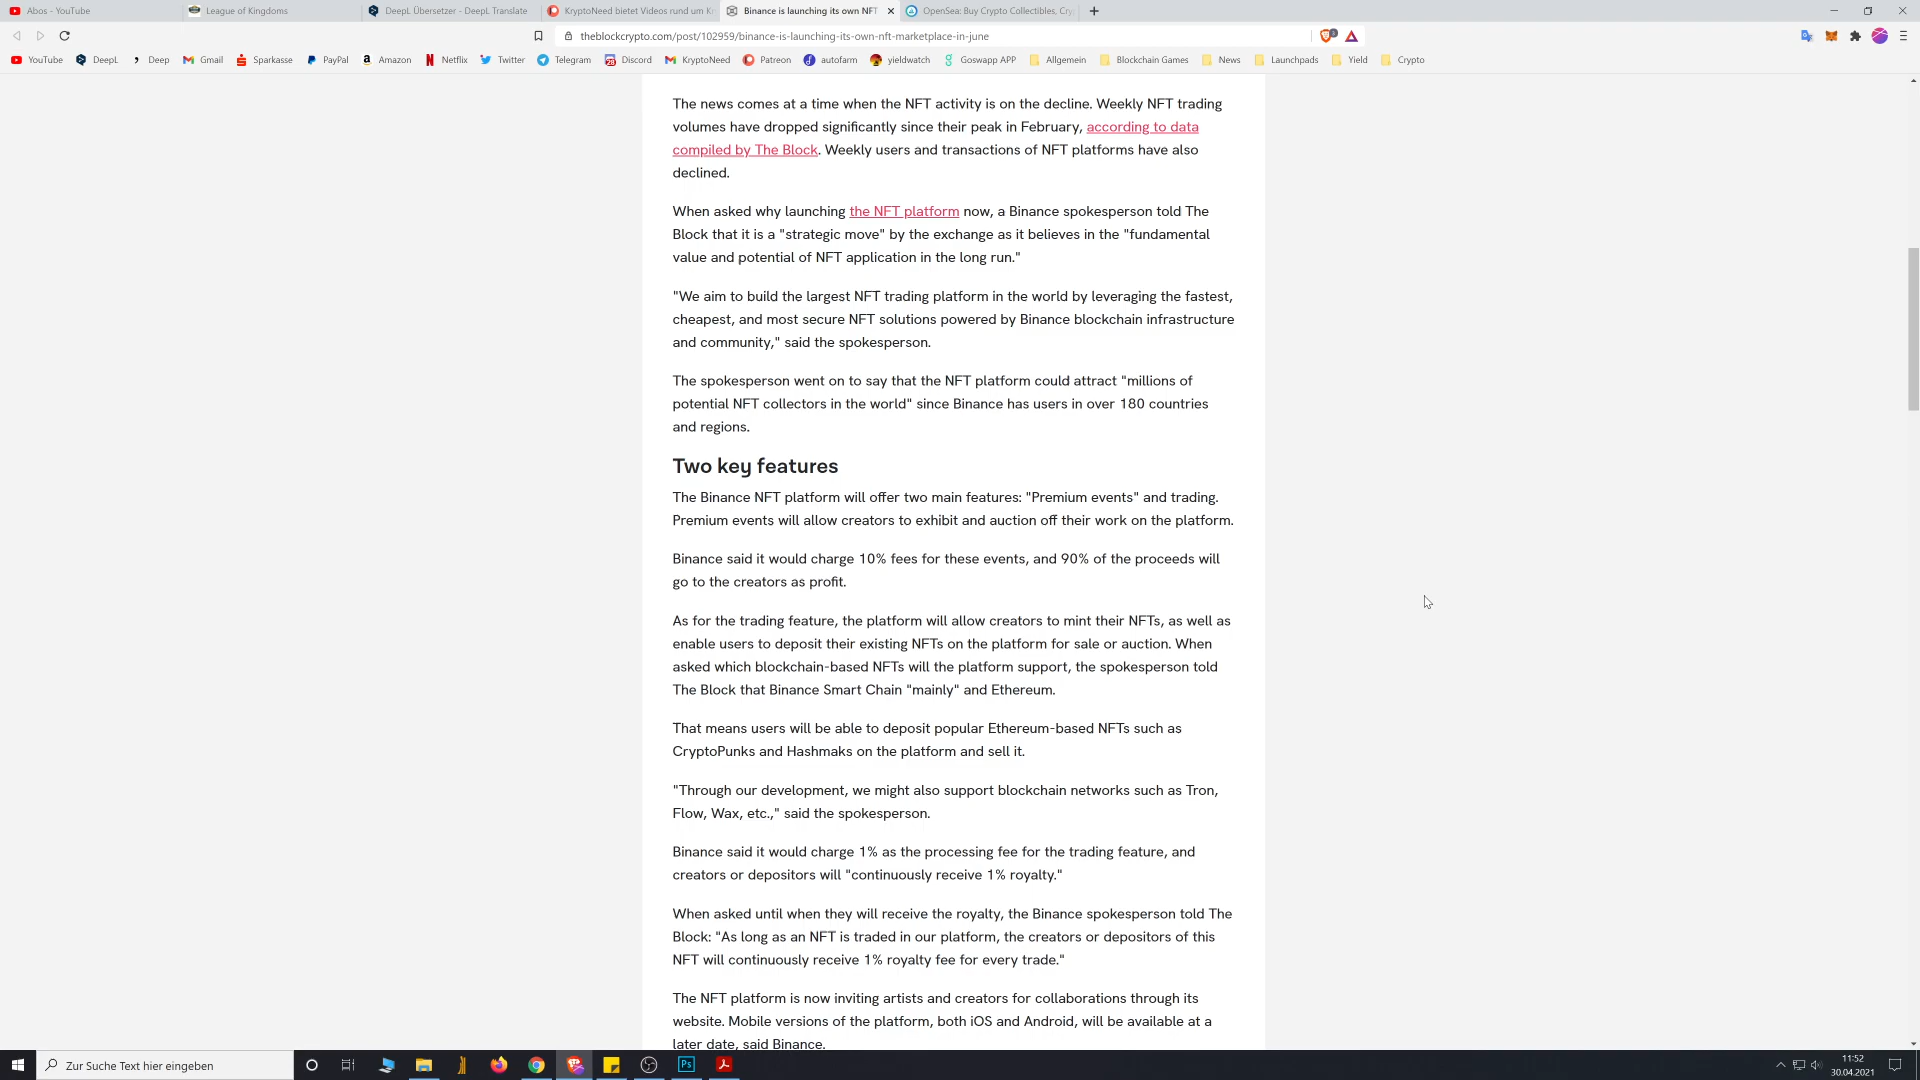 Abos - YouTube
League of Kingdoms
DeepL Übersetzer - DeepL Translate
KryptoNeed bietet Videos rund um Kr
Binance is launching its own NFT
OpenSea: Buy Crypto Collectibles, Cry
theblockcrypto.com/post/102959/binance-is-launching-its-own-nft-marketplace-in-june
YouTube
DeepL
Deep
Gmail
Sparkasse
PayPal
Amazon
Netflix
Twitter
Telegram
Discord
KryptoNeed
Patreon
autofarm
yieldwatch
Goswapp APP
Allgemein
Blockchain Games
News
Launchpads
Yield
Crypto
The news comes at a time when the NFT activity is on the decline. Weekly NFT trading
volumes have dropped significantly since their peak in February, according to data
compiled by The Block. Weekly users and transactions of NFT platforms have also
declined.
When asked why launching the NFT platform now, a Binance spokesperson told The
Block that it is a "strategic move" by the exchange as it believes in the "fundamental
value and potential of NFT application in the long run."
"We aim to build the largest NFT trading platform in the world by leveraging the fastest,
cheapest, and most secure NFT solutions powered by Binance blockchain infrastructure
and community," said the spokesperson.
The spokesperson went on to say that the NFT platform could attract "millions of
potential NFT collectors in the world" since Binance has users in over 180 countries
and regions.
Two key features
The Binance NFT platform will offer two main features: "Premium events" and trading.
Premium events will allow creators to exhibit and auction off their work on the platform.
Binance said it would charge 10% fees for these events, and 90% of the proceeds will
go to the creators as profit.
As for the trading feature, the platform will allow creators to mint their NFTs, as well as
enable users to deposit their existing NFTs on the platform for sale or auction. When
asked which blockchain-based NFTs will the platform support, the spokesperson told
The Block that Binance Smart Chain "mainly" and Ethereum.
That means users will be able to deposit popular Ethereum-based NFTs such as
CryptoPunks and Hashmaks on the platform and sell it.
"Through our development, we might also support blockchain networks such as Tron,
Flow, Wax, etc.," said the spokesperson.
Binance said it would charge 1% as the processing fee for the trading feature, and
creators or depositors will "continuously receive 1% royalty."
When asked until when they will receive the royalty, the Binance spokesperson told The
Block: "As long as an NFT is traded in our platform, the creators or depositors of this
NFT will continuously receive 1% royalty fee for every trade."
The NFT platform is now inviting artists and creators for collaborations through its
website. Mobile versions of the platform, both iOS and Android, will be available at a
later date, said Binance.
Zur Suche Text hier eingeben
Ps
11:52
30.04.2021